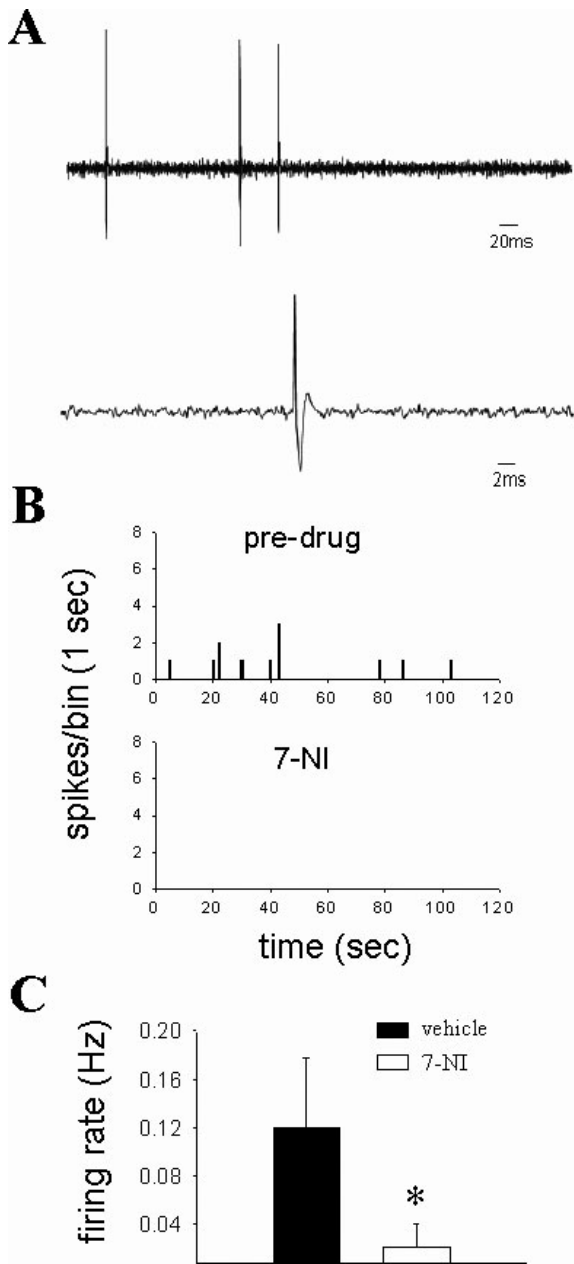 A
20ms
2ms
B
spikes/bin (1 sec)
pre-drug
8
6
4
2
0
0 20 40 60 80 100 120
7-NI
8
6
4
2
0
0 20 40 60 80 100 120
time (sec)
C
firing rate (Hz)
0.20
0.16
0.12
0.08
0.04
vehicle
7-NI
*